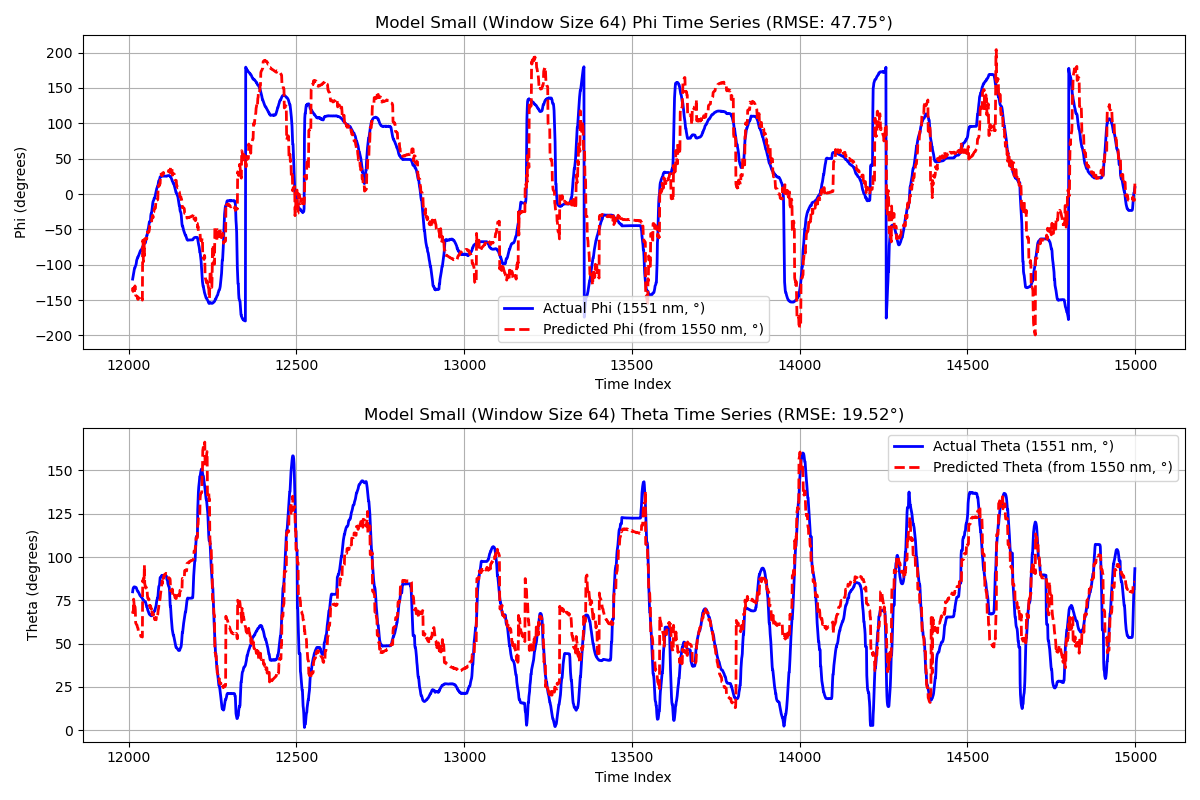 Model Small (Window Size 64) Phi Time Series (RMSE: 47.75°)
Phi (degrees)
200
150
100
50
0
−50
−100
−150
−200
Actual Phi (1551 nm, °)
Predicted Phi (from 1550 nm, °)
12000 12500 13000 13500 14000 14500 15000
Time Index
Model Small (Window Size 64) Theta Time Series (RMSE: 19.52°)
Theta (degrees)
150
125
100
75
50
25
0
Actual Theta (1551 nm, °)
Predicted Theta (from 1550 nm, °)
12000 12500 13000 13500 14000 14500 15000
Time Index